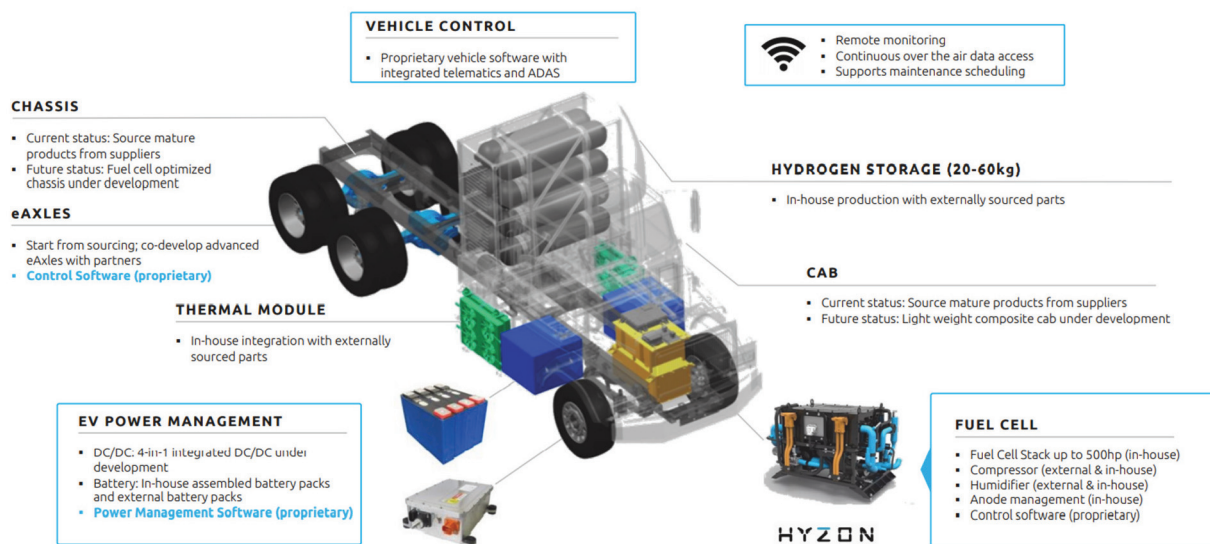 VEHICLE CONTROL
▪ Proprietary vehicle software with
integrated telematics and ADAS
▪ Remote monitoring
▪ Continuous over the air data access
▪ Supports maintenance scheduling
CHASSIS
▪ Current status: Source mature
products from suppliers
▪ Future status: Fuel cell optimized
chassis under development
HYDROGEN STORAGE (20-60kg)
▪ In-house production with externally sourced parts
eAXLES
▪ Start from sourcing; co-develop advanced
eAxles with partners
▪ Control Software (proprietary)
CAB
▪ Current status: Source mature products from suppliers
▪ Future status: Light weight composite cab under development
THERMAL MODULE
▪ In-house integration with externally
sourced parts
EV POWER MANAGEMENT
▪ DC/DC: 4-in-1 integrated DC/DC under
development
▪ Battery: In-house assembled battery packs
and external battery packs
▪ Power Management Software (proprietary)
FUEL CELL
▪ Fuel Cell Stack up to 500hp (in-house)
▪ Compressor (external & in-house)
▪ Humidifier (external & in-house)
▪ Anode management (in-house)
▪ Control software (proprietary)
HYZON